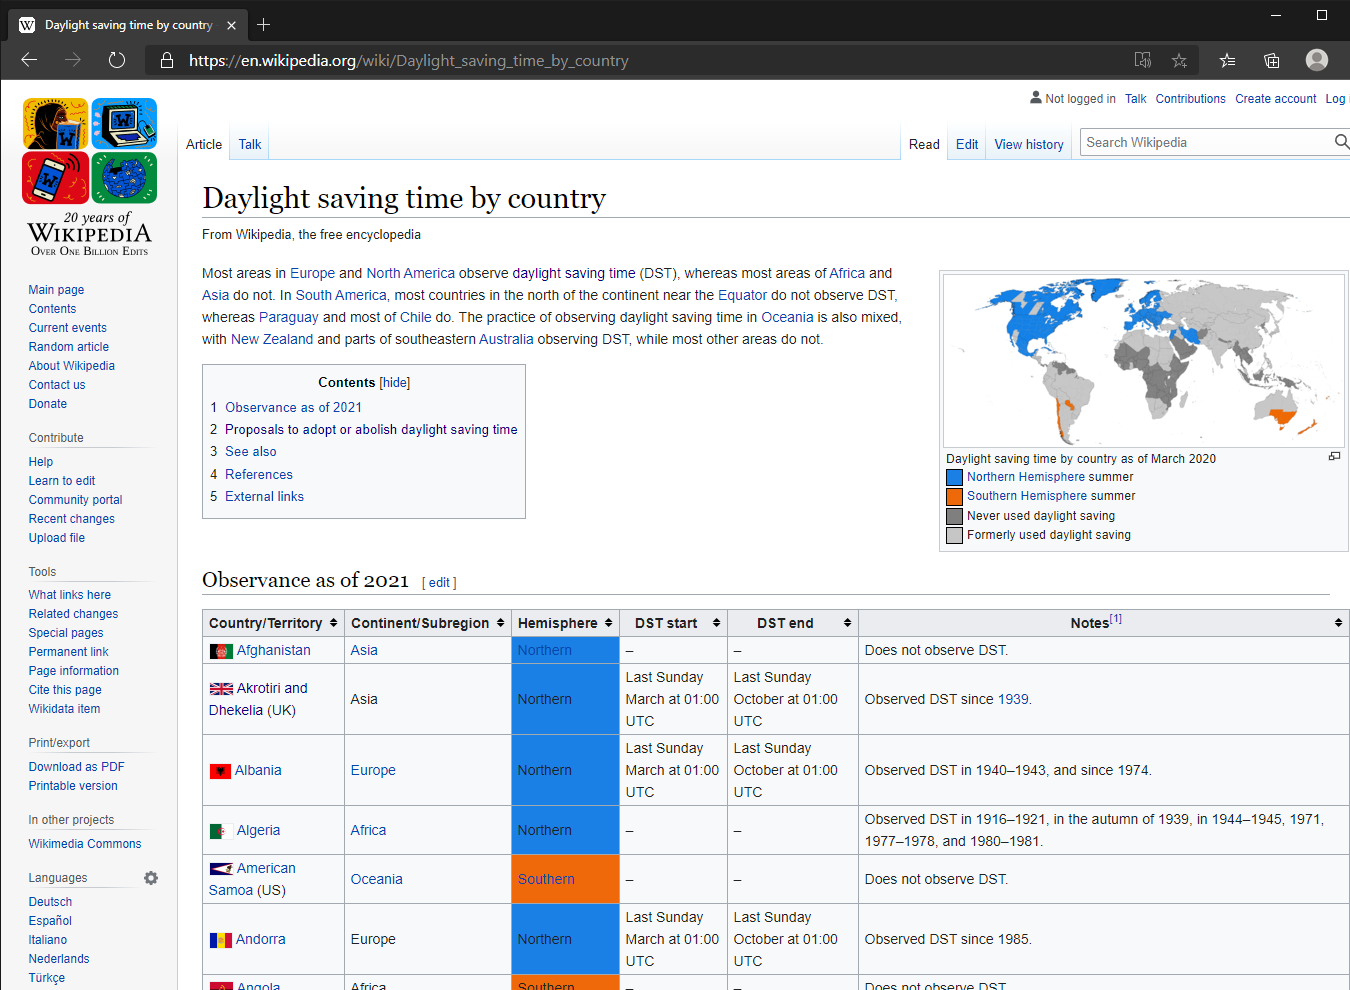 Daylight saving time by country
https://en.wikipedia.org/wiki/Daylight_saving_time_by_country
20 years of
WIKIPEDIA
OVER ONE BILLION EDITS
Main page
Contents
Current events
Random article
About Wikipedia
Contact us
Donate
Contribute
Help
Learn to edit
Community portal
Recent changes
Upload file
Tools
What links here
Related changes
Special pages
Permanent link
Page information
Cite this page
Wikidata item
Print/export
Download as PDF
Printable version
In other projects
Wikimedia Commons
Languages
Deutsch
Español
Italiano
Nederlands
Türkçe
Not logged in Talk Contributions Create account Log
Article Talk Read Edit View history Search Wikipedia
Daylight saving time by country
From Wikipedia, the free encyclopedia
Most areas in Europe and North America observe daylight saving time (DST), whereas most areas of Africa and
Asia do not. In South America, most countries in the north of the continent near the Equator do not observe DST,
whereas Paraguay and most of Chile do. The practice of observing daylight saving time in Oceania is also mixed,
with New Zealand and parts of southeastern Australia observing DST, while most other areas do not.
Contents [hide]
1 Observance as of 2021
2 Proposals to adopt or abolish daylight saving time
3 See also
4 References
5 External links
Daylight saving time by country as of March 2020
Northern Hemisphere summer
Southern Hemisphere summer
Never used daylight saving
Formerly used daylight saving
Observance as of 2021 [ edit ]
Country/Territory Continent/Subregion Hemisphere DST start DST end Notes[1]
Afghanistan Asia Northern – – Does not observe DST.
Akrotiri and
Dhekelia (UK)
Asia
Northern
Last Sunday
March at 01:00
UTC
Last Sunday
October at 01:00
UTC
Observed DST since 1939.
Albania
Europe
Northern
Last Sunday
March at 01:00
UTC
Last Sunday
October at 01:00
UTC
Observed DST in 1940–1943, and since 1974.
Algeria
Africa
Northern
–
–
Observed DST in 1916–1921, in the autumn of 1939, in 1944–1945, 1971,
1977–1978, and 1980–1981.
American
Samoa (US)
Oceania
Southern
–
–
Does not observe DST.
Andorra
Europe
Northern
Last Sunday
March at 01:00
UTC
Last Sunday
October at 01:00
UTC
Observed DST since 1985.
Angola Africa Southern – – Does not observe DST.